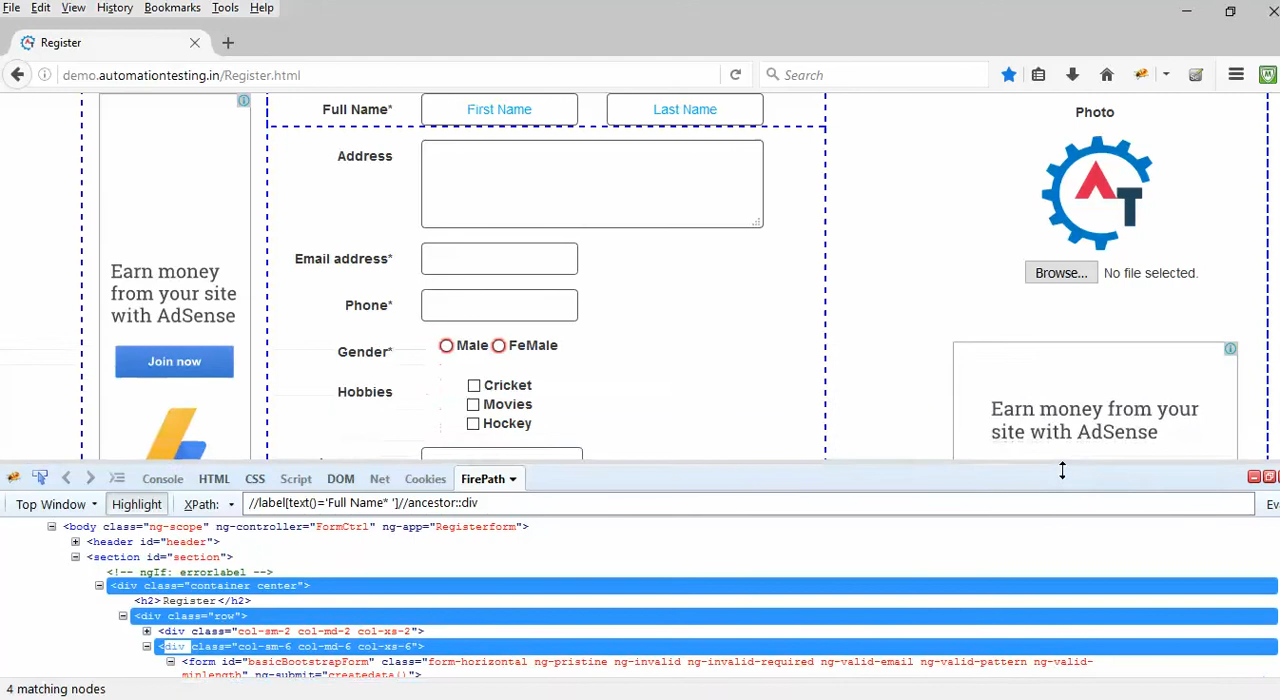 File Edit View History Bookmarks Tools Help
Register
demo.automationtesting.in/Register.html
Search
Full Name* First Name Last Name
Photo
Address
Earn money
from your site
with AdSense
Join now
Email address*
Phone*
Gender* Male FeMale
Hobbies Cricket
Movies
Hockey
Browse... No file selected.
Earn money from your
site with AdSense
Console HTML CSS Script DOM Net Cookies FirePath
Top Window Highlight XPath: //label[text()='Full Name* ']//ancestor::div
<body class="ng-scope" ng-controller="FormCtrl" ng-app="Registerform">
<header id="header">
<section id="section">
<!-- ngIf: errorlabel -->
<div class="container center">
<h2>Register</h2>
<div class="row">
<div class="col-sm-2 col-md-2 col-xs-2">
<div class="col-sm-6 col-md-6 col-xs-6">
<form id="basicBootstrapForm" class="form-horizontal ng-pristine ng-invalid ng-invalid-required ng-valid-email ng-valid-pattern ng-valid-
minlength" ng-submit="createdata()">
4 matching nodes